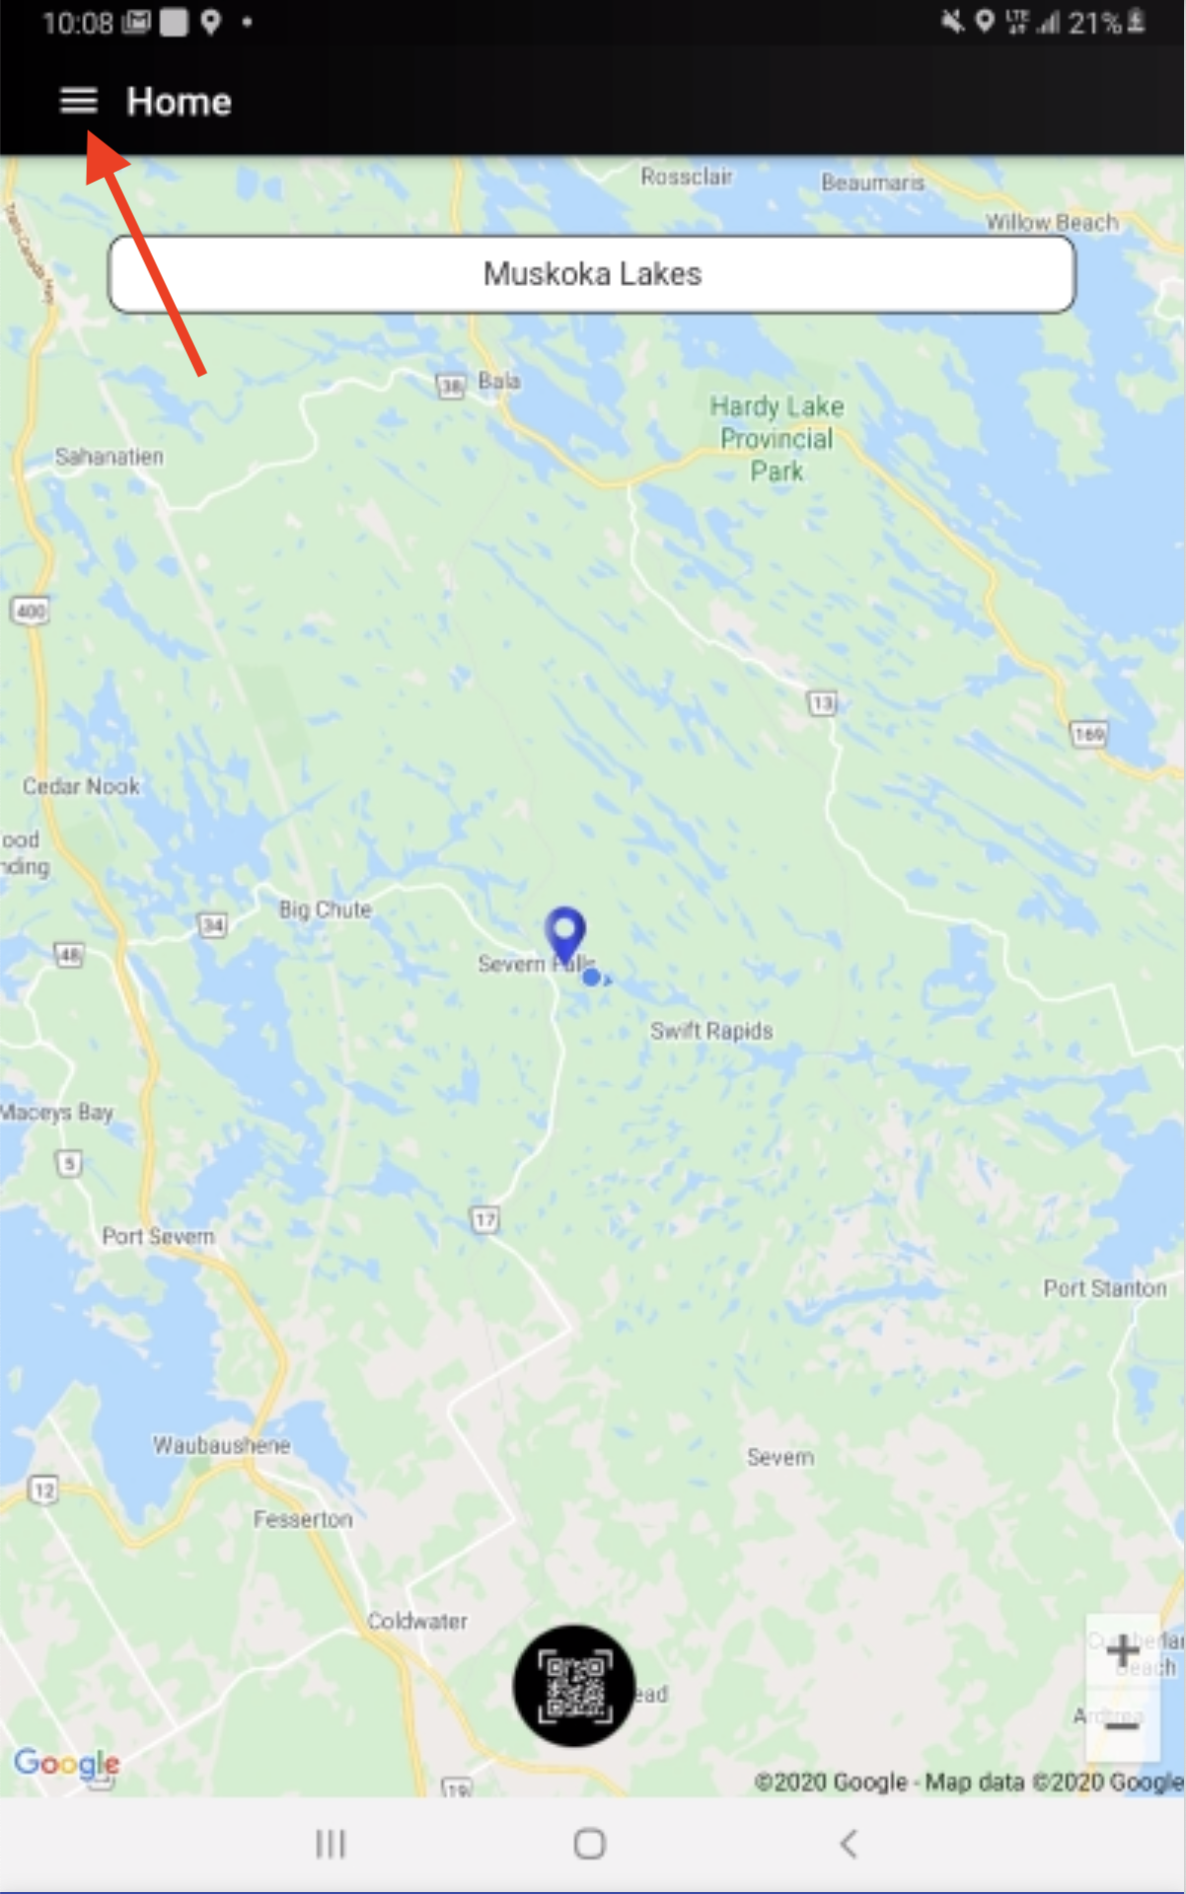 10:08
LTE
21%
Home
Rossclair
Beaumaris
Willow Beach
Trans-Canada Hwy
Muskoka Lakes
38
Bala
Hardy Lake
Provincial
Park
Sahanatien
400
13
169
Cedar Nook
ood
nding
34
Big Chute
48
Severn Falls
Swift Rapids
Maceys Bay
5
17
Port Severn
Port Stanton
Waubaushene
Severn
12
Fesserton
Coldwater
+
each
ead
Ardtrea
−
Google
19
©2020 Google - Map data ©2020 Google